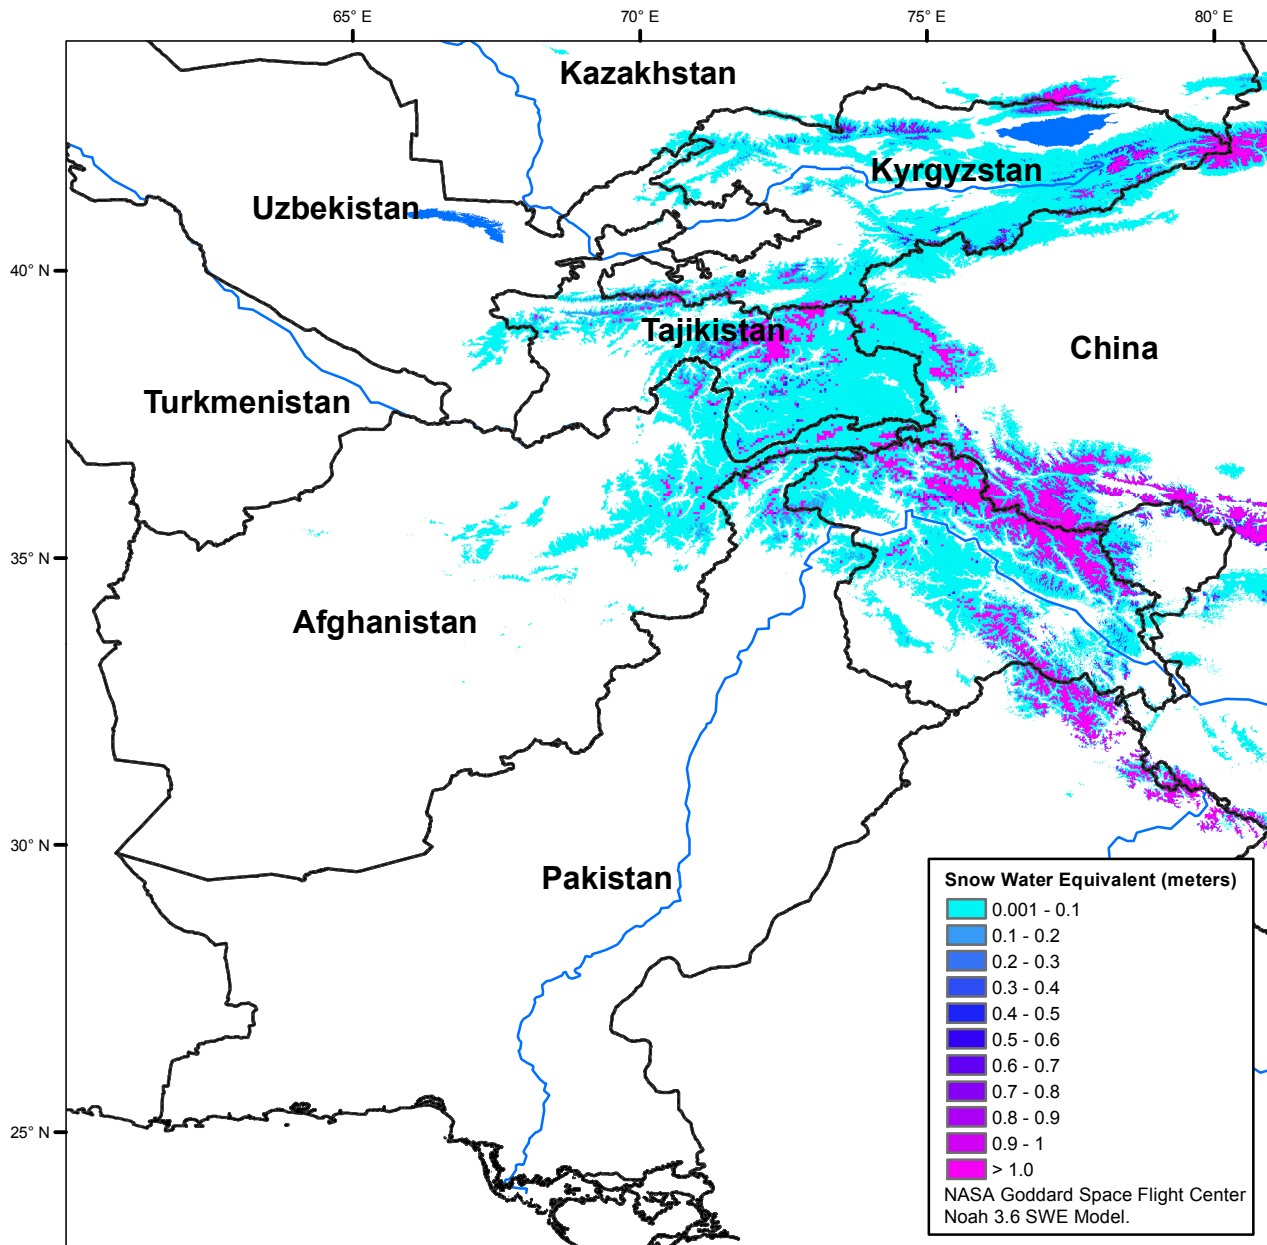 65° E
70° E
75° E
80° E
Kazakhstan
Kyrgyzstan
Uzbekistan
40° N
Tajikistan
China
Turkmenistan
35° N
Afghanistan
30° N
Pakistan
Snow Water Equivalent (meters)
0.001 - 0.1
0.1 - 0.2
0.2 - 0.3
0.3 - 0.4
0.4 - 0.5
0.5 - 0.6
0.6 - 0.7
0.7 - 0.8
0.8 - 0.9
0.9 - 1
> 1.0
NASA Goddard Space Flight Center
Noah 3.6 SWE Model.
25° N